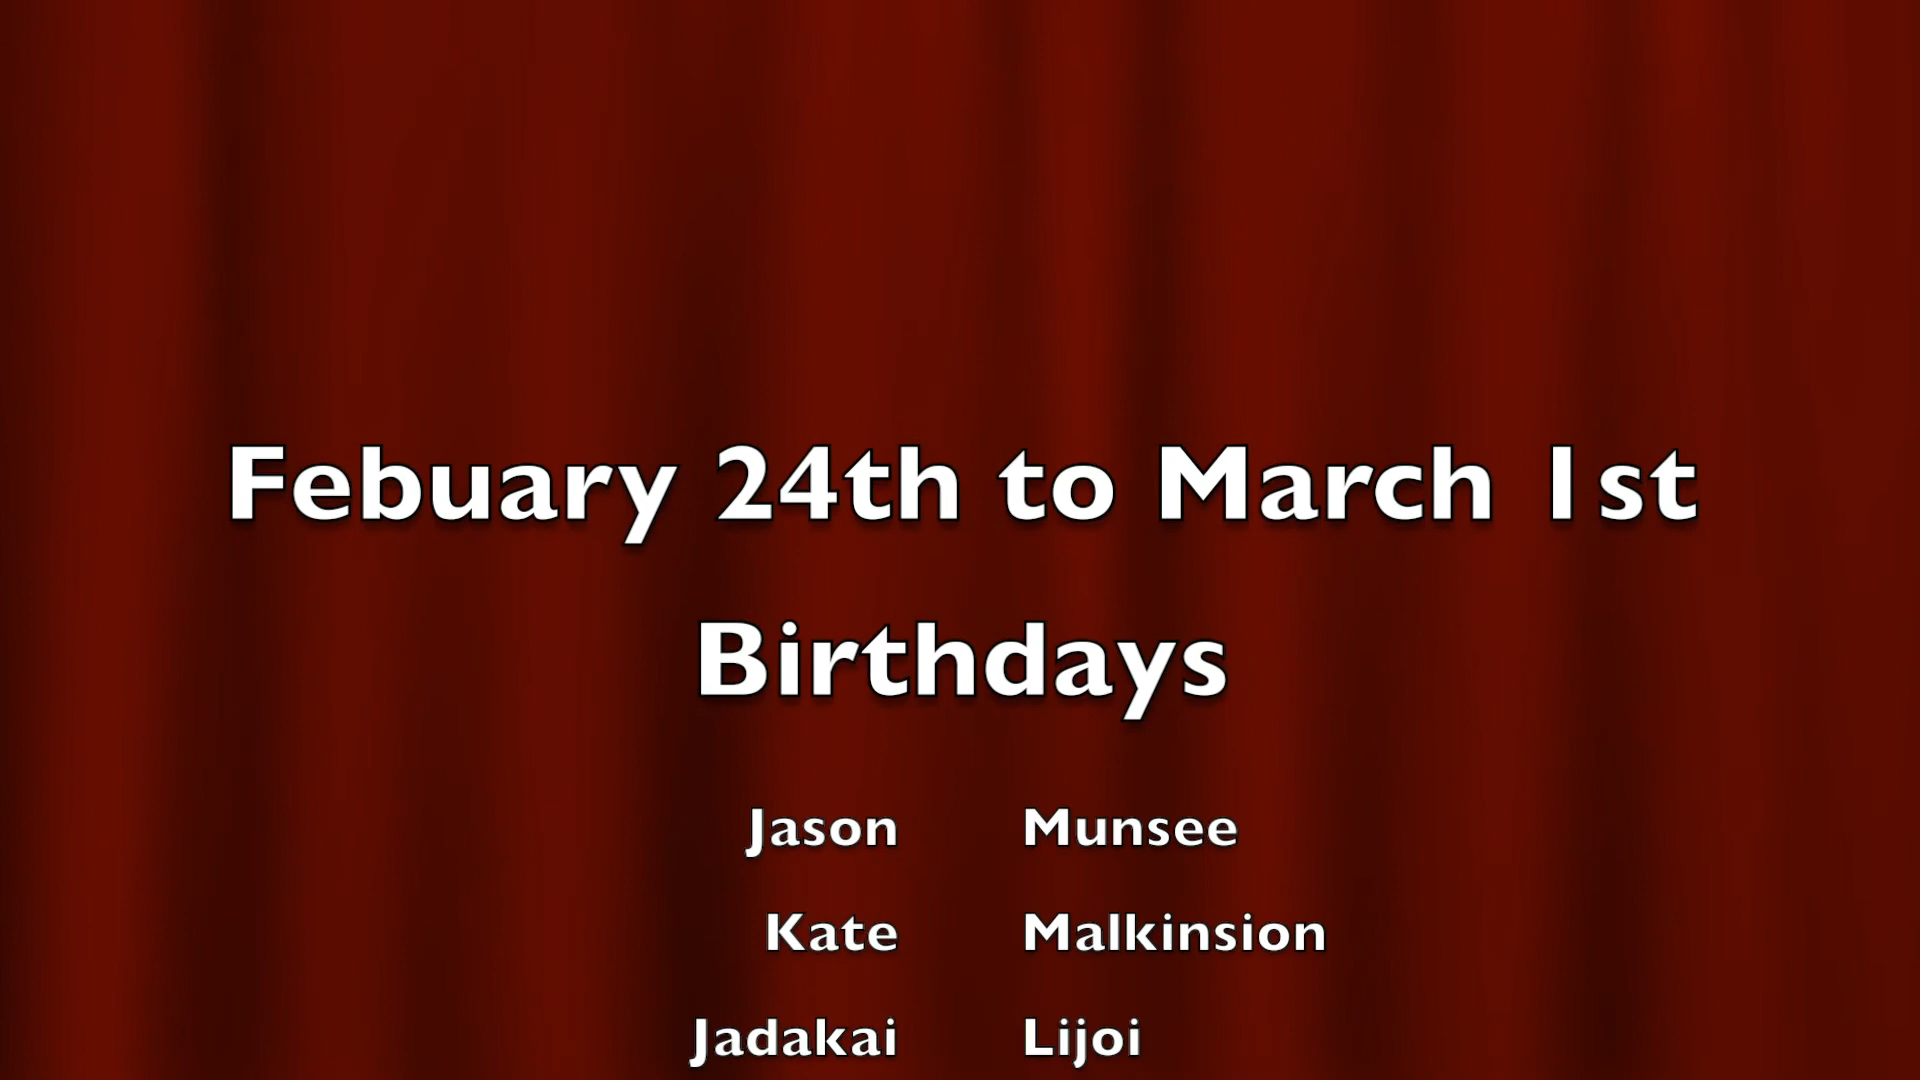 Febuary 24th to March 1st
Birthdays
Jason Munsee
Kate Malkinsion
Jadakai Lijoi